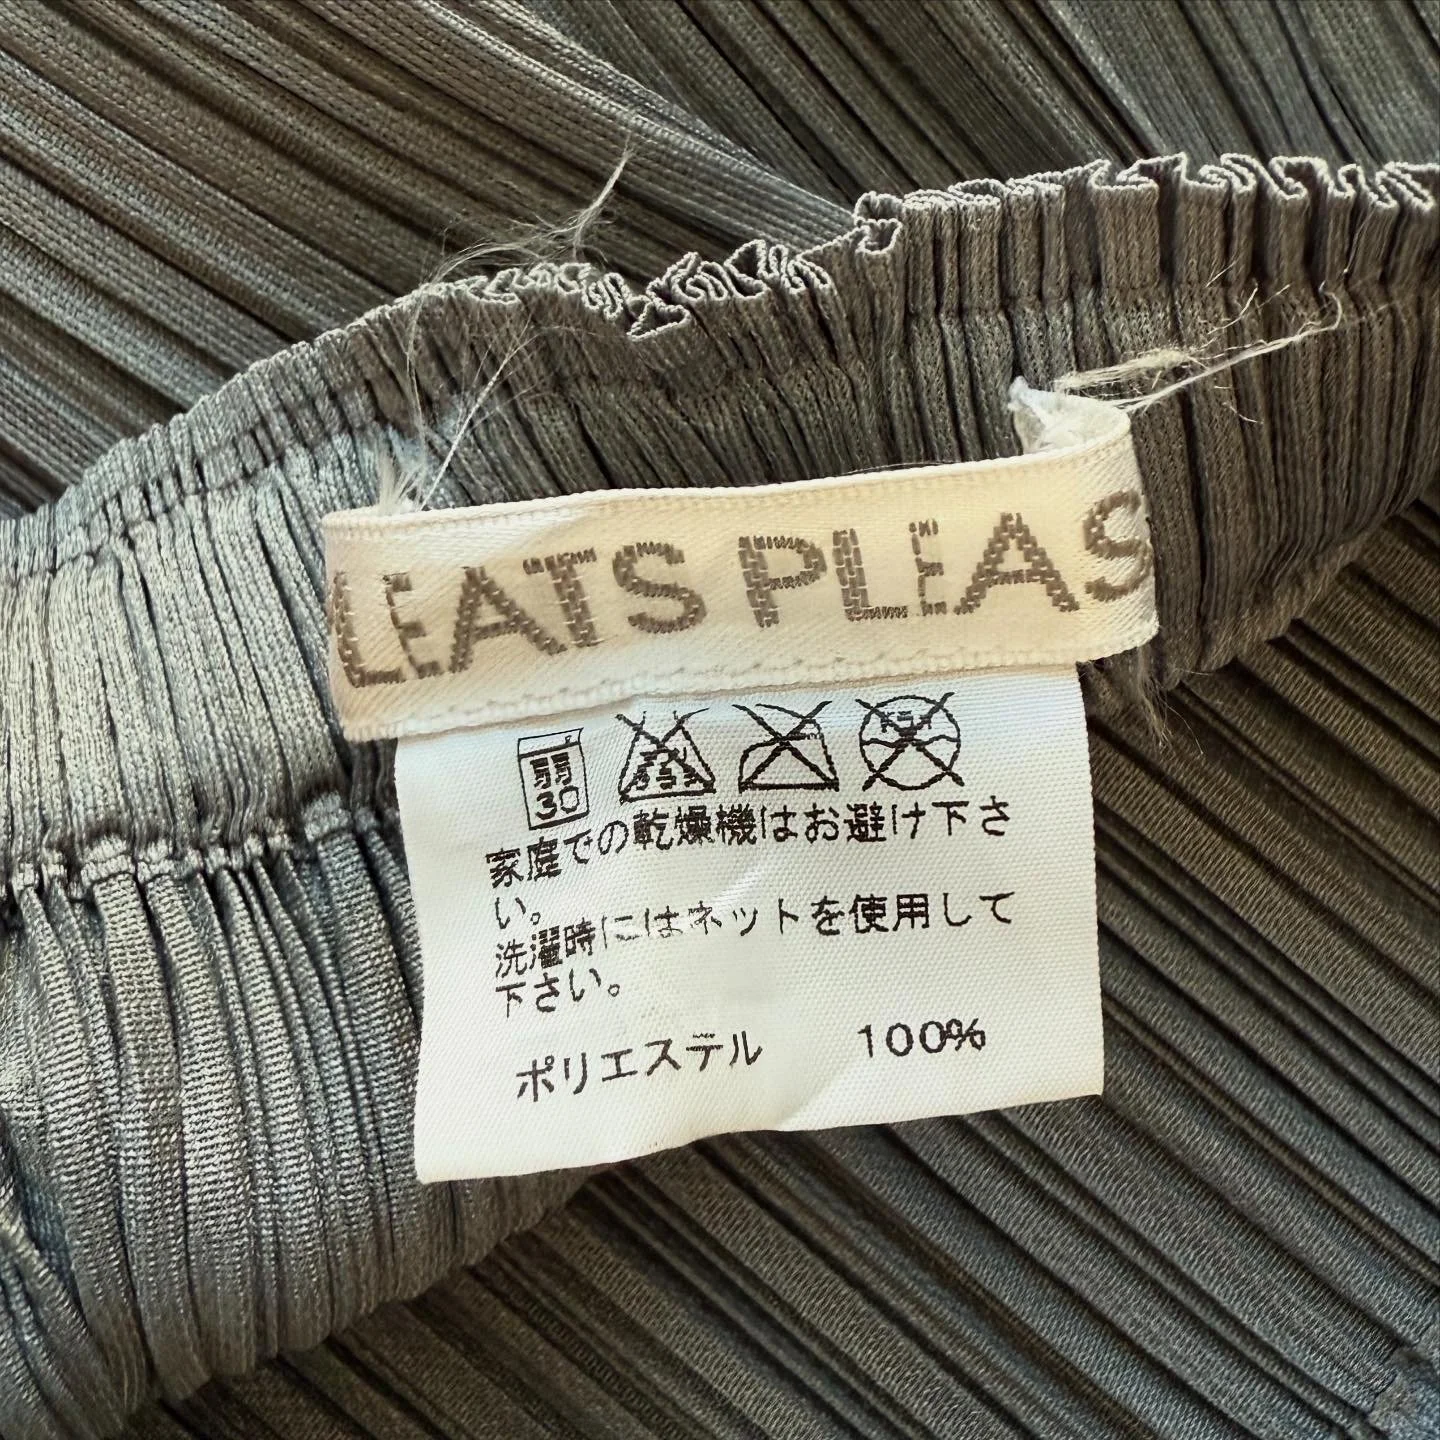 LEATS PLEAS
弱
30
家庭での乾燥機はお避け下さ
い。
洗濯時にはネットを使用して
下さい。
ポリエステル 100%